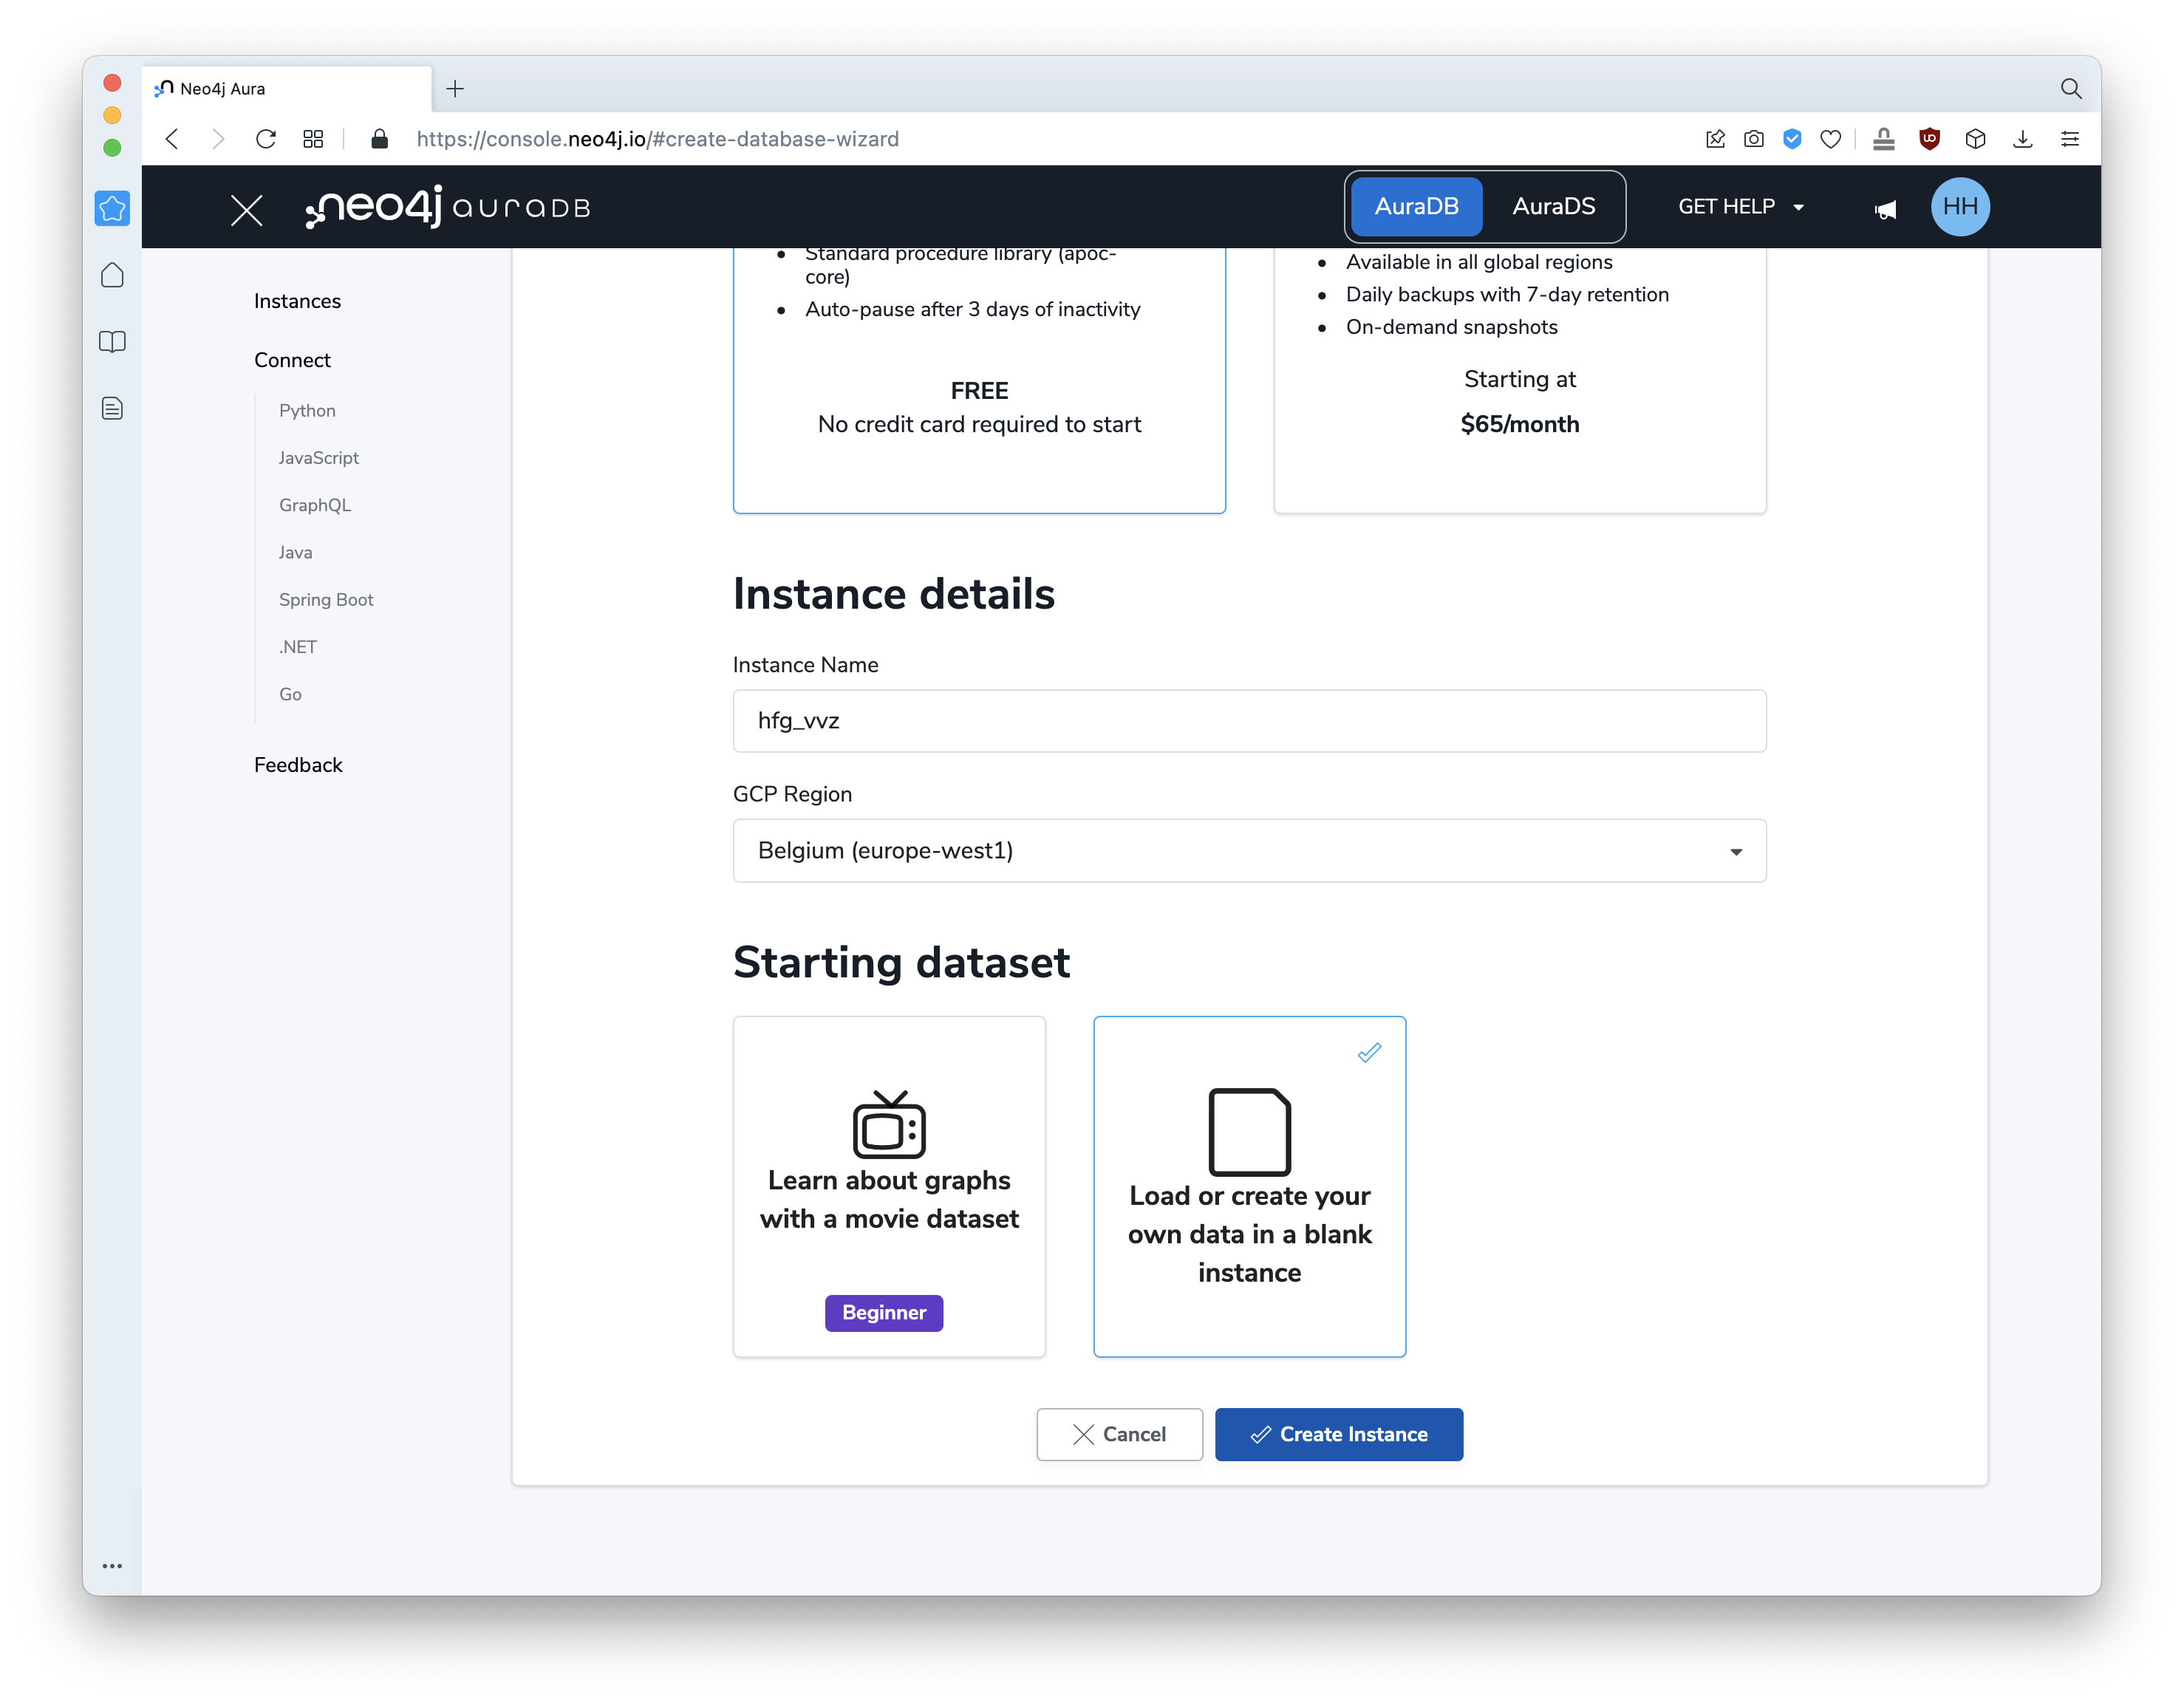 Neo4j Aura
https://console.neo4j.io/#create-database-wizard
neo4j auraDB
AuraDB
AuraDS
GET HELP
HH
Instances
Connect
Python
JavaScript
GraphQL
Java
Spring Boot
.NET
Go
Feedback
• Standard procedure library (apoc-
core)
• Auto-pause after 3 days of inactivity
FREE
No credit card required to start
• Available in all global regions
• Daily backups with 7-day retention
• On-demand snapshots
Starting at
$65/month
Instance details
Instance Name
hfg_vvz
GCP Region
Belgium (europe-west1)
Starting dataset
Learn about graphs
with a movie dataset
Beginner
Load or create your
own data in a blank
instance
Cancel
Create Instance